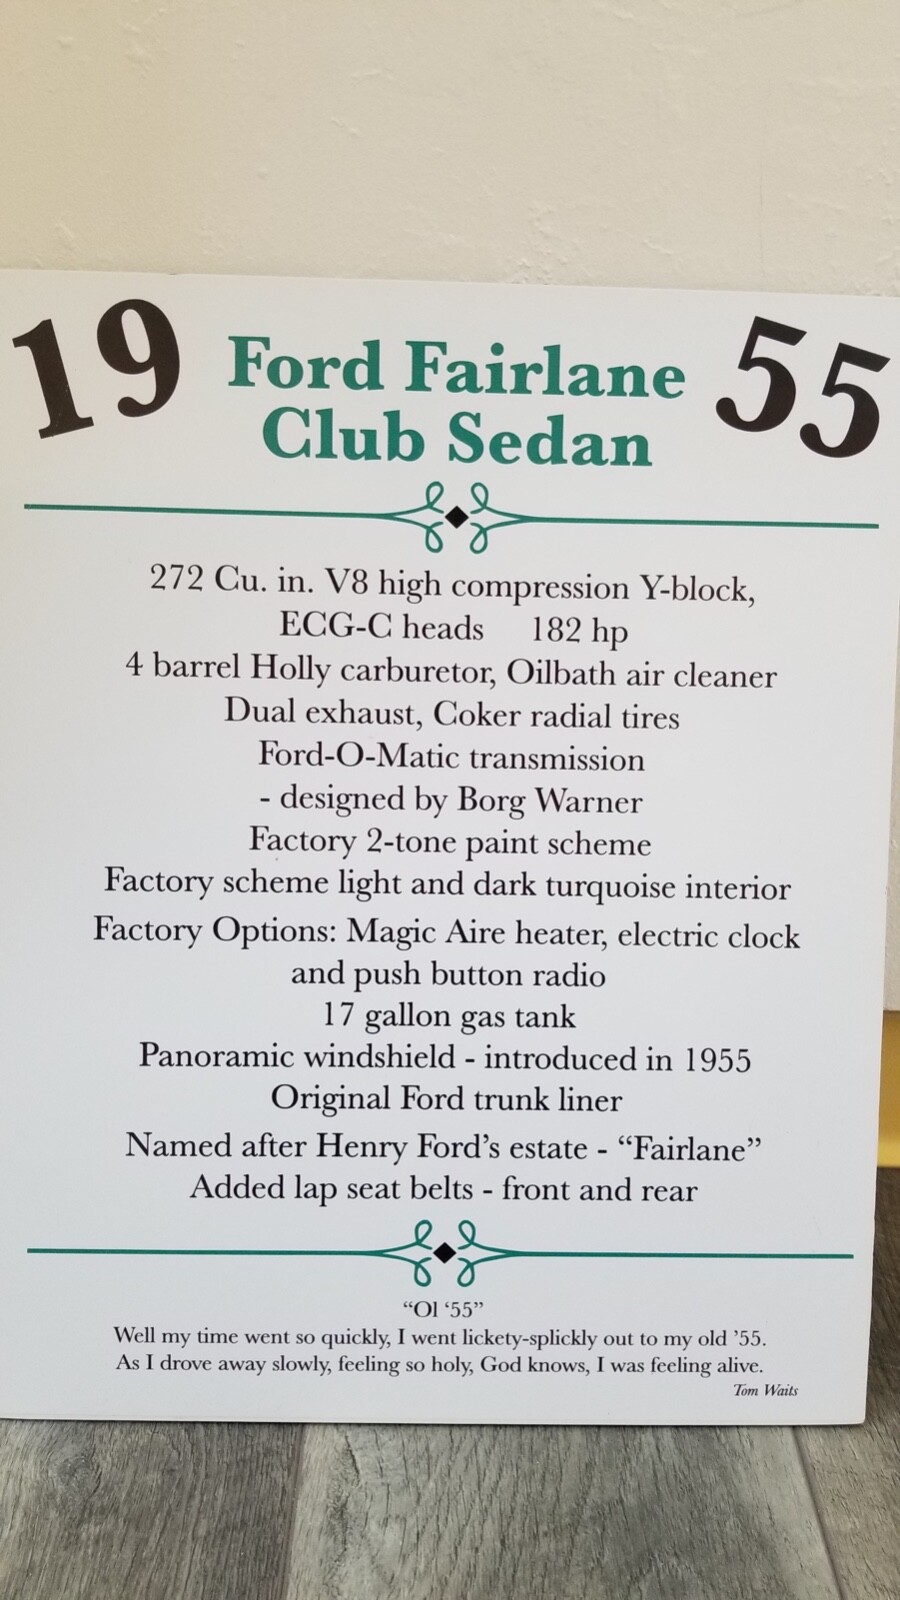 19 Ford Fairlane 55
Club Sedan
272 Cu. in. V8 high compression Y-block,
ECG-C heads 182 hp
4 barrel Holly carburetor, Oilbath air cleaner
Dual exhaust, Coker radial tires
Ford-O-Matic transmission
- designed by Borg Warner
Factory 2-tone paint scheme
Factory scheme light and dark turquoise interior
Factory Options: Magic Aire heater, electric clock
and push button radio
17 gallon gas tank
Panoramic windshield - introduced in 1955
Original Ford trunk liner
Named after Henry Ford’s estate - “Fairlane”
Added lap seat belts - front and rear
“Ol ‘55”
Well my time went so quickly, I went lickety-splickly out to my old ’55.
As I drove away slowly, feeling so holy, God knows, I was feeling alive.
Tom Waits